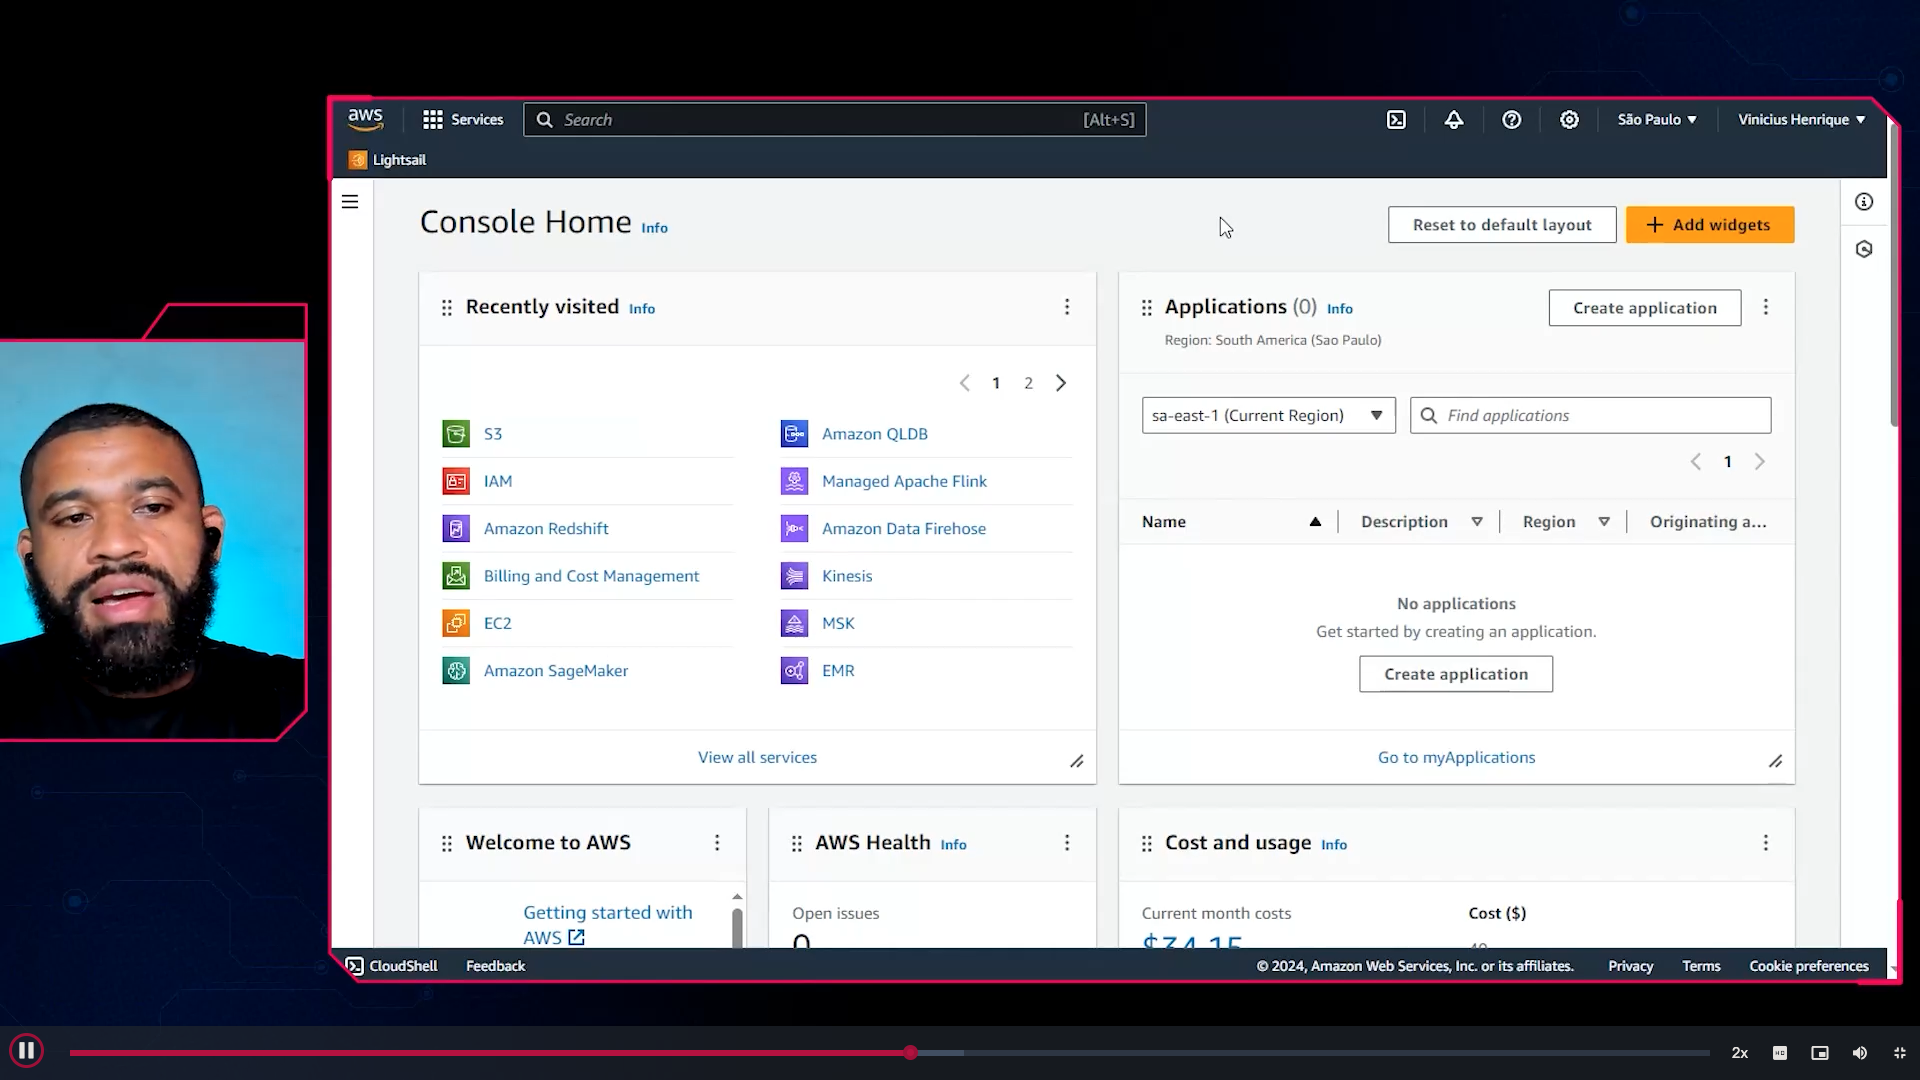 aws
Services
Search
[Alt+S]
São Paulo
Vinicius Henrique
Lightsail
Console Home Info
Reset to default layout
Add widgets
Recently visited Info
1 2
S3
IAM
Amazon Redshift
Billing and Cost Management
EC2
Amazon SageMaker
Amazon QLDB
Managed Apache Flink
Amazon Data Firehose
Kinesis
MSK
EMR
View all services
Applications (0) Info
Region: South America (Sao Paulo)
Create application
sa-east-1 (Current Region)
Find applications
1
Name
Description
Region
Originating a...
No applications
Get started by creating an application.
Create application
Go to myApplications
Welcome to AWS
Getting started with
AWS
AWS Health Info
Open issues
0
Cost and usage Info
Current month costs
$34.15
Cost ($)
CloudShell
Feedback
© 2024, Amazon Web Services, Inc. or its affiliates.
Privacy
Terms
Cookie preferences
2x
HD